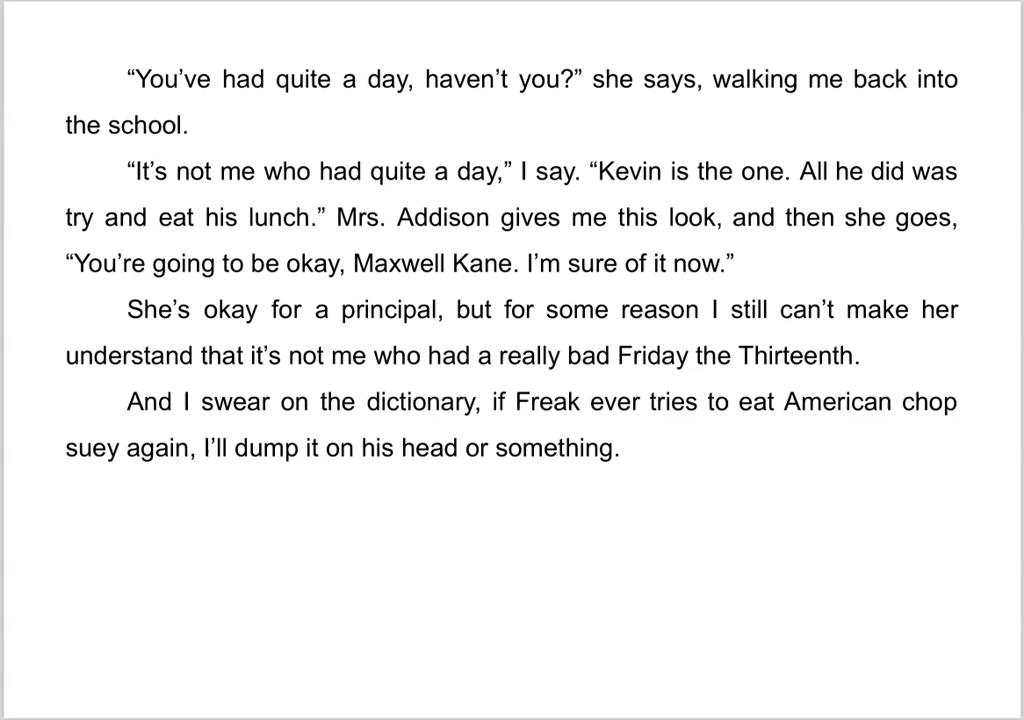 “You’ve had quite a day, haven’t you?” she says, walking me back into
the school.
“It’s not me who had quite a day,” I say. “Kevin is the one. All he did was
try and eat his lunch.” Mrs. Addison gives me this look, and then she goes,
“You’re going to be okay, Maxwell Kane. I’m sure of it now.”
She’s okay for a principal, but for some reason I still can’t make her
understand that it’s not me who had a really bad Friday the Thirteenth.
And I swear on the dictionary, if Freak ever tries to eat American chop
suey again, I’ll dump it on his head or something.